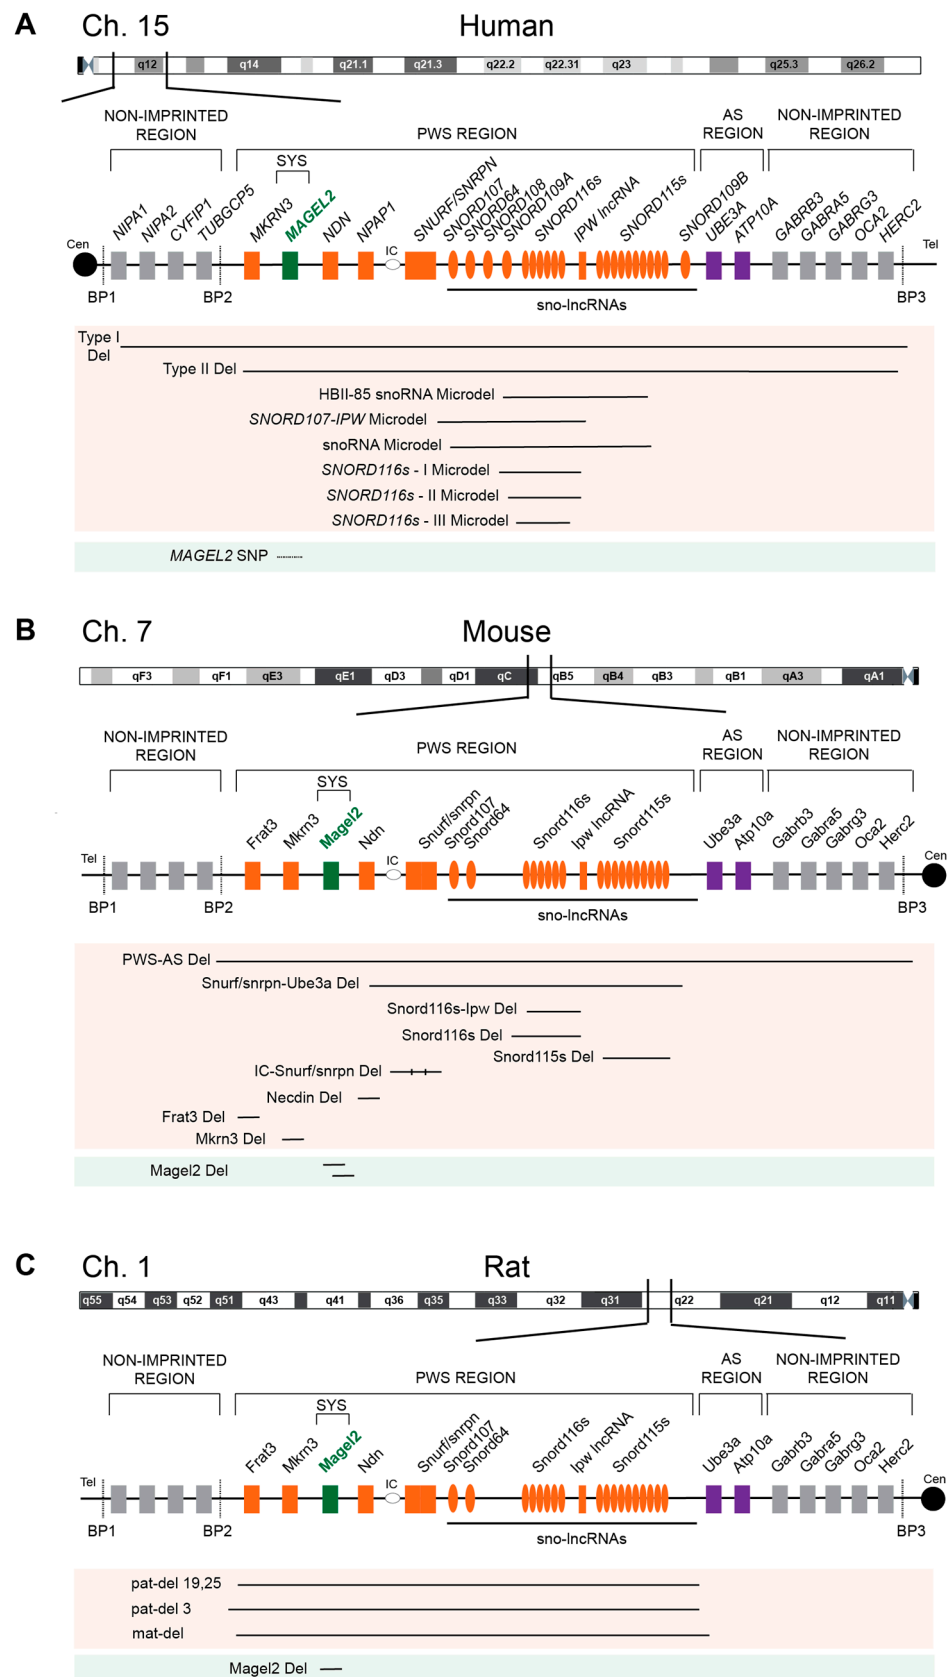 A Ch. 15 Human
q12 q14 q21.1 q21.3 q22.2 q22.31 q23 q25.3 q26.2
NON-IMPRINTED
REGION
PWS REGION
AS
REGION
NON-IMPRINTED
REGION
SYS
NIPA1 NIPA2 CYFIP1 TUBGCP5 MKRN3 MAGEL2 NDN NPAP1 SNURF/SNRPN SNORD107 SNORD64 SNORD108 SNORD109A SNORD116s IPW lncRNA SNORD115s SNORD109B UBE3A ATP10A GABRB3 GABRA5 GABRG3 OCA2 HERC2
Cen IC Tel
BP1 BP2 BP3
sno-lncRNAs
Type I
Del
Type II Del
HBII-85 snoRNA Microdel
SNORD107-IPW Microdel
snoRNA Microdel
SNORD116s - I Microdel
SNORD116s - II Microdel
SNORD116s - III Microdel
MAGEL2 SNP
B Ch. 7 Mouse
qF3 qF1 qE3 qE1 qD3 qD1 qC qB5 qB4 qB3 qB1 qA3 qA1
NON-IMPRINTED
REGION
PWS REGION
AS
REGION
NON-IMPRINTED
REGION
SYS
Frat3 Mkrn3 Magel2 Ndn Snurf/snrpn Snord107 Snord64 Snord116s Ipw lncRNA Snord115s Ube3a Atp10a Gabrb3 Gabra5 Gabrg3 Oca2 Herc2
Tel IC Cen
BP1 BP2 BP3
sno-lncRNAs
PWS-AS Del
Snurf/snrpn-Ube3a Del
Snord116s-Ipw Del
Snord116s Del
Snord115s Del
IC-Snurf/snrpn Del
Necdin Del
Frat3 Del
Mkrn3 Del
Magel2 Del
C Ch. 1 Rat
q55 q54 q53 q52 q51 q43 q41 q36 q35 q33 q32 q31 q22 q21 q12 q11
NON-IMPRINTED
REGION
PWS REGION
AS
REGION
NON-IMPRINTED
REGION
SYS
Frat3 Mkrn3 Magel2 Ndn Snurf/snrpn Snord107 Snord64 Snord116s Ipw lncRNA Snord115s Ube3a Atp10a Gabrb3 Gabra5 Gabrg3 Oca2 Herc2
Tel IC Cen
BP1 BP2 BP3
sno-lncRNAs
pat-del 19,25
pat-del 3
mat-del
Magel2 Del